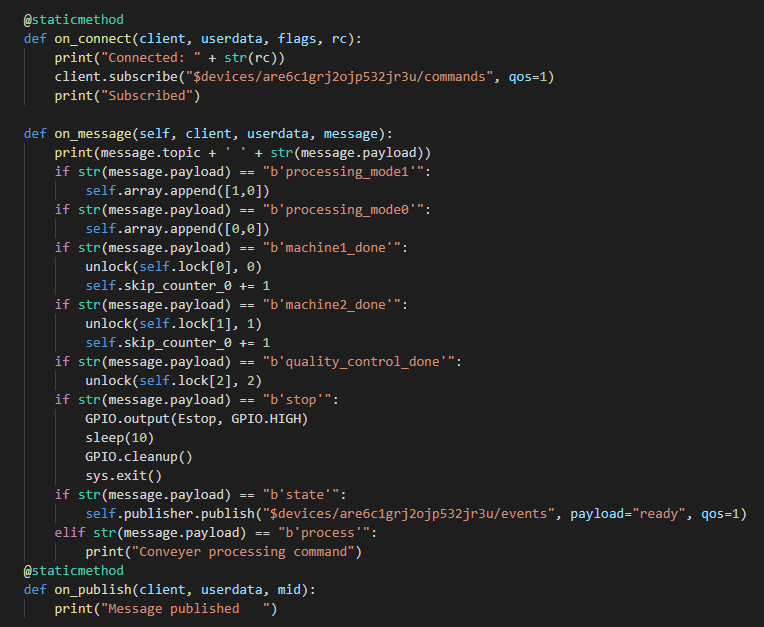 @staticmethod
def on_connect(client, userdata, flags, rc):
    print("Connected: " + str(rc))
    client.subscribe("$devices/are6c1grj2ojp532jr3u/commands", qos=1)
    print("Subscribed")

def on_message(self, client, userdata, message):
    print(message.topic + ' ' + str(message.payload))
    if str(message.payload) == "b'processing_mode1'":
        self.array.append([1,0])
    if str(message.payload) == "b'processing_mode0'":
        self.array.append([0,0])
    if str(message.payload) == "b'machine1_done'":
        unlock(self.lock[0], 0)
        self.skip_counter_0 += 1
    if str(message.payload) == "b'machine2_done'":
        unlock(self.lock[1], 1)
        self.skip_counter_0 += 1
    if str(message.payload) == "b'quality_control_done'":
        unlock(self.lock[2], 2)
    if str(message.payload) == "b'stop'":
        GPIO.output(Estop, GPIO.HIGH)
        sleep(10)
        GPIO.cleanup()
        sys.exit()
    if str(message.payload) == "b'state'":
        self.publisher.publish("$devices/are6c1grj2ojp532jr3u/events", payload="ready", qos=1)
    elif str(message.payload) == "b'process'":
        print("Conveyer processing command")
@staticmethod
def on_publish(client, userdata, mid):
    print("Message published   ")